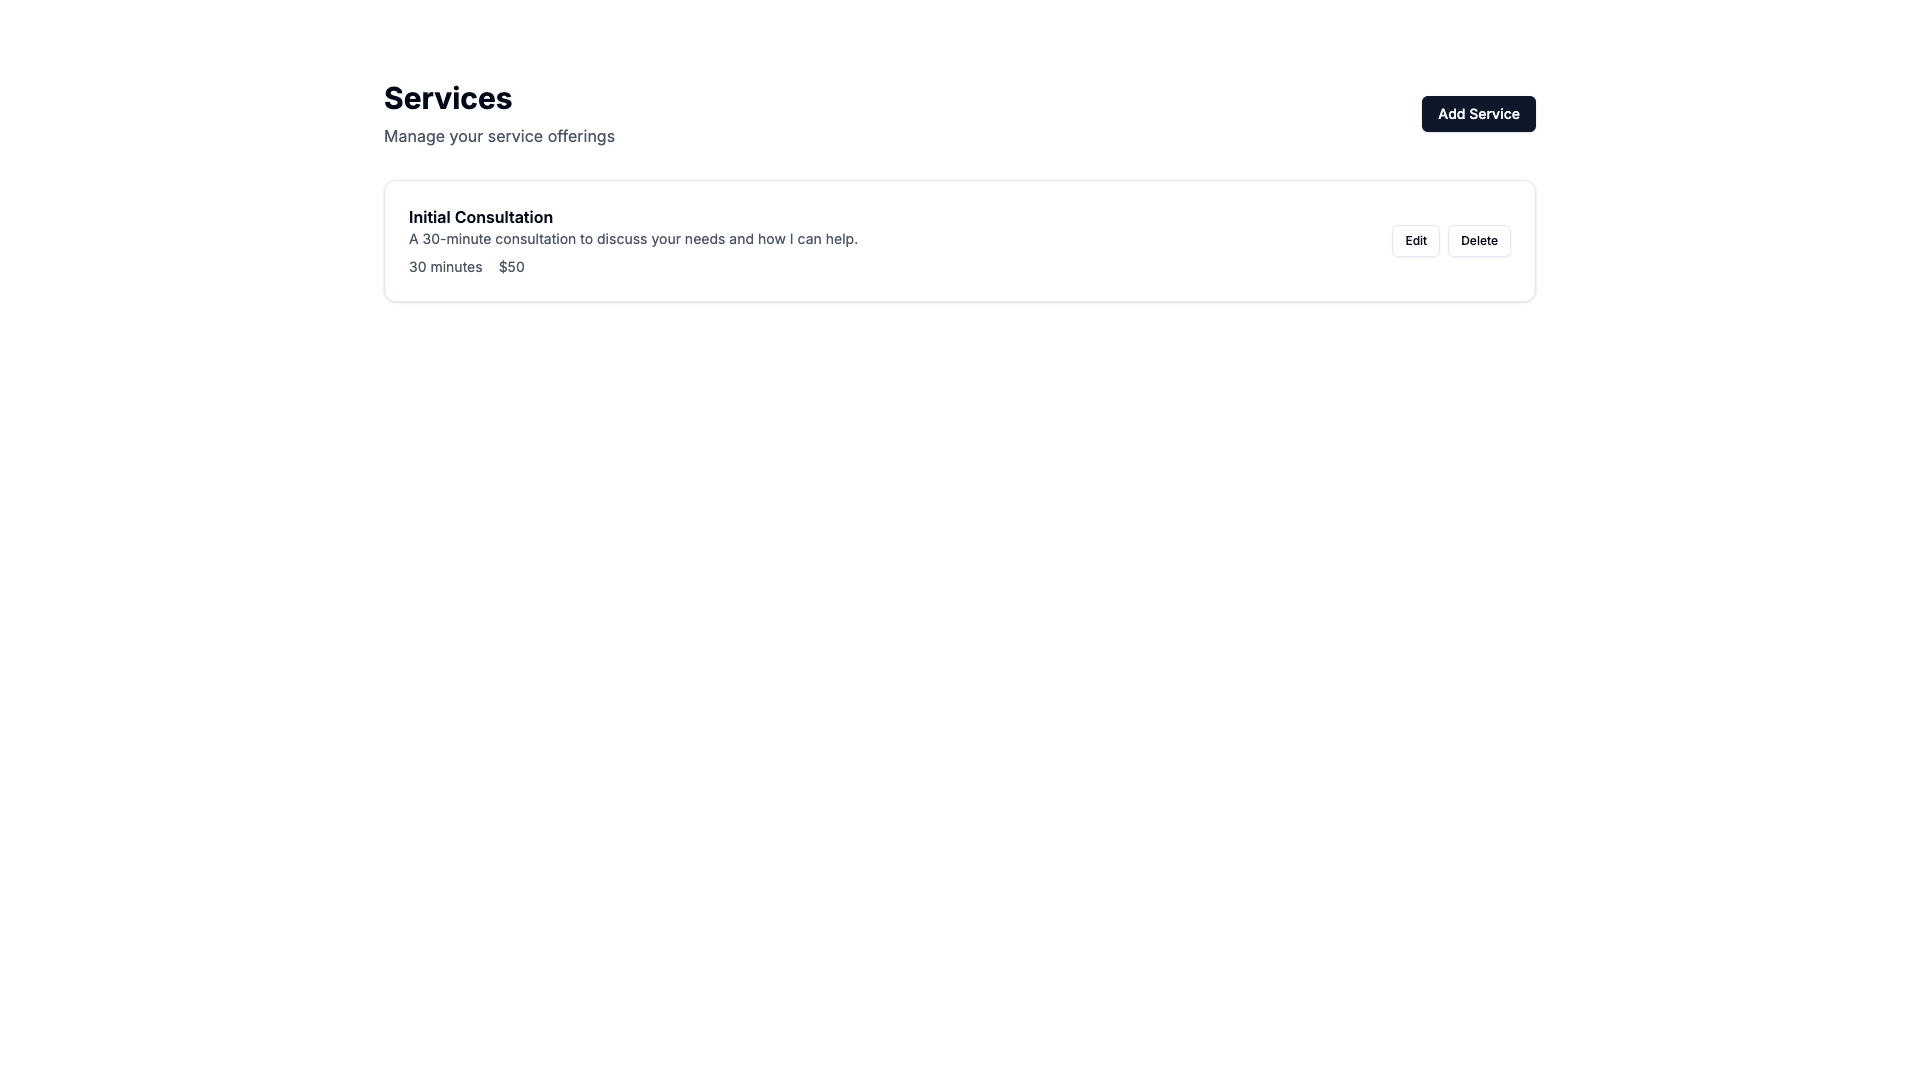 Services
Manage your service offerings
Add Service
Initial Consultation
A 30-minute consultation to discuss your needs and how I can help.
30 minutes $50
Edit
Delete